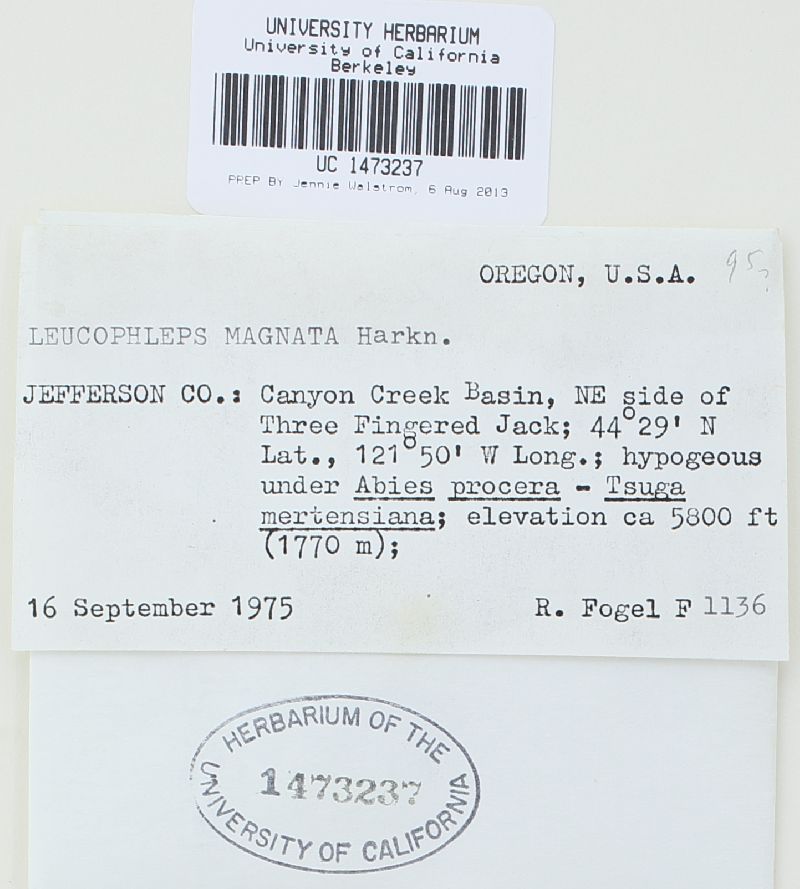 UNIVERSITY HERBARIUM
University of California
Berkeley
UC 1473237
PREP BY Jennie Walstrom, 6 Aug 2013
OREGON, U.S.A.
LEUCOPHLEPS MAGNATA Harkn.
JEFFERSON CO.: Canyon Creek Basin, NE side of
Three Fingered Jack; 44°29' N
Lat., 121°50' W Long.; hypogeous
under Abies procera - Tsuga
mertensiana; elevation ca 5800 ft
(1770 m);
16 September 1975 R. Fogel F 1136
HERBARIUM OF THE
1473237
UNIVERSITY OF CALIFORNIA